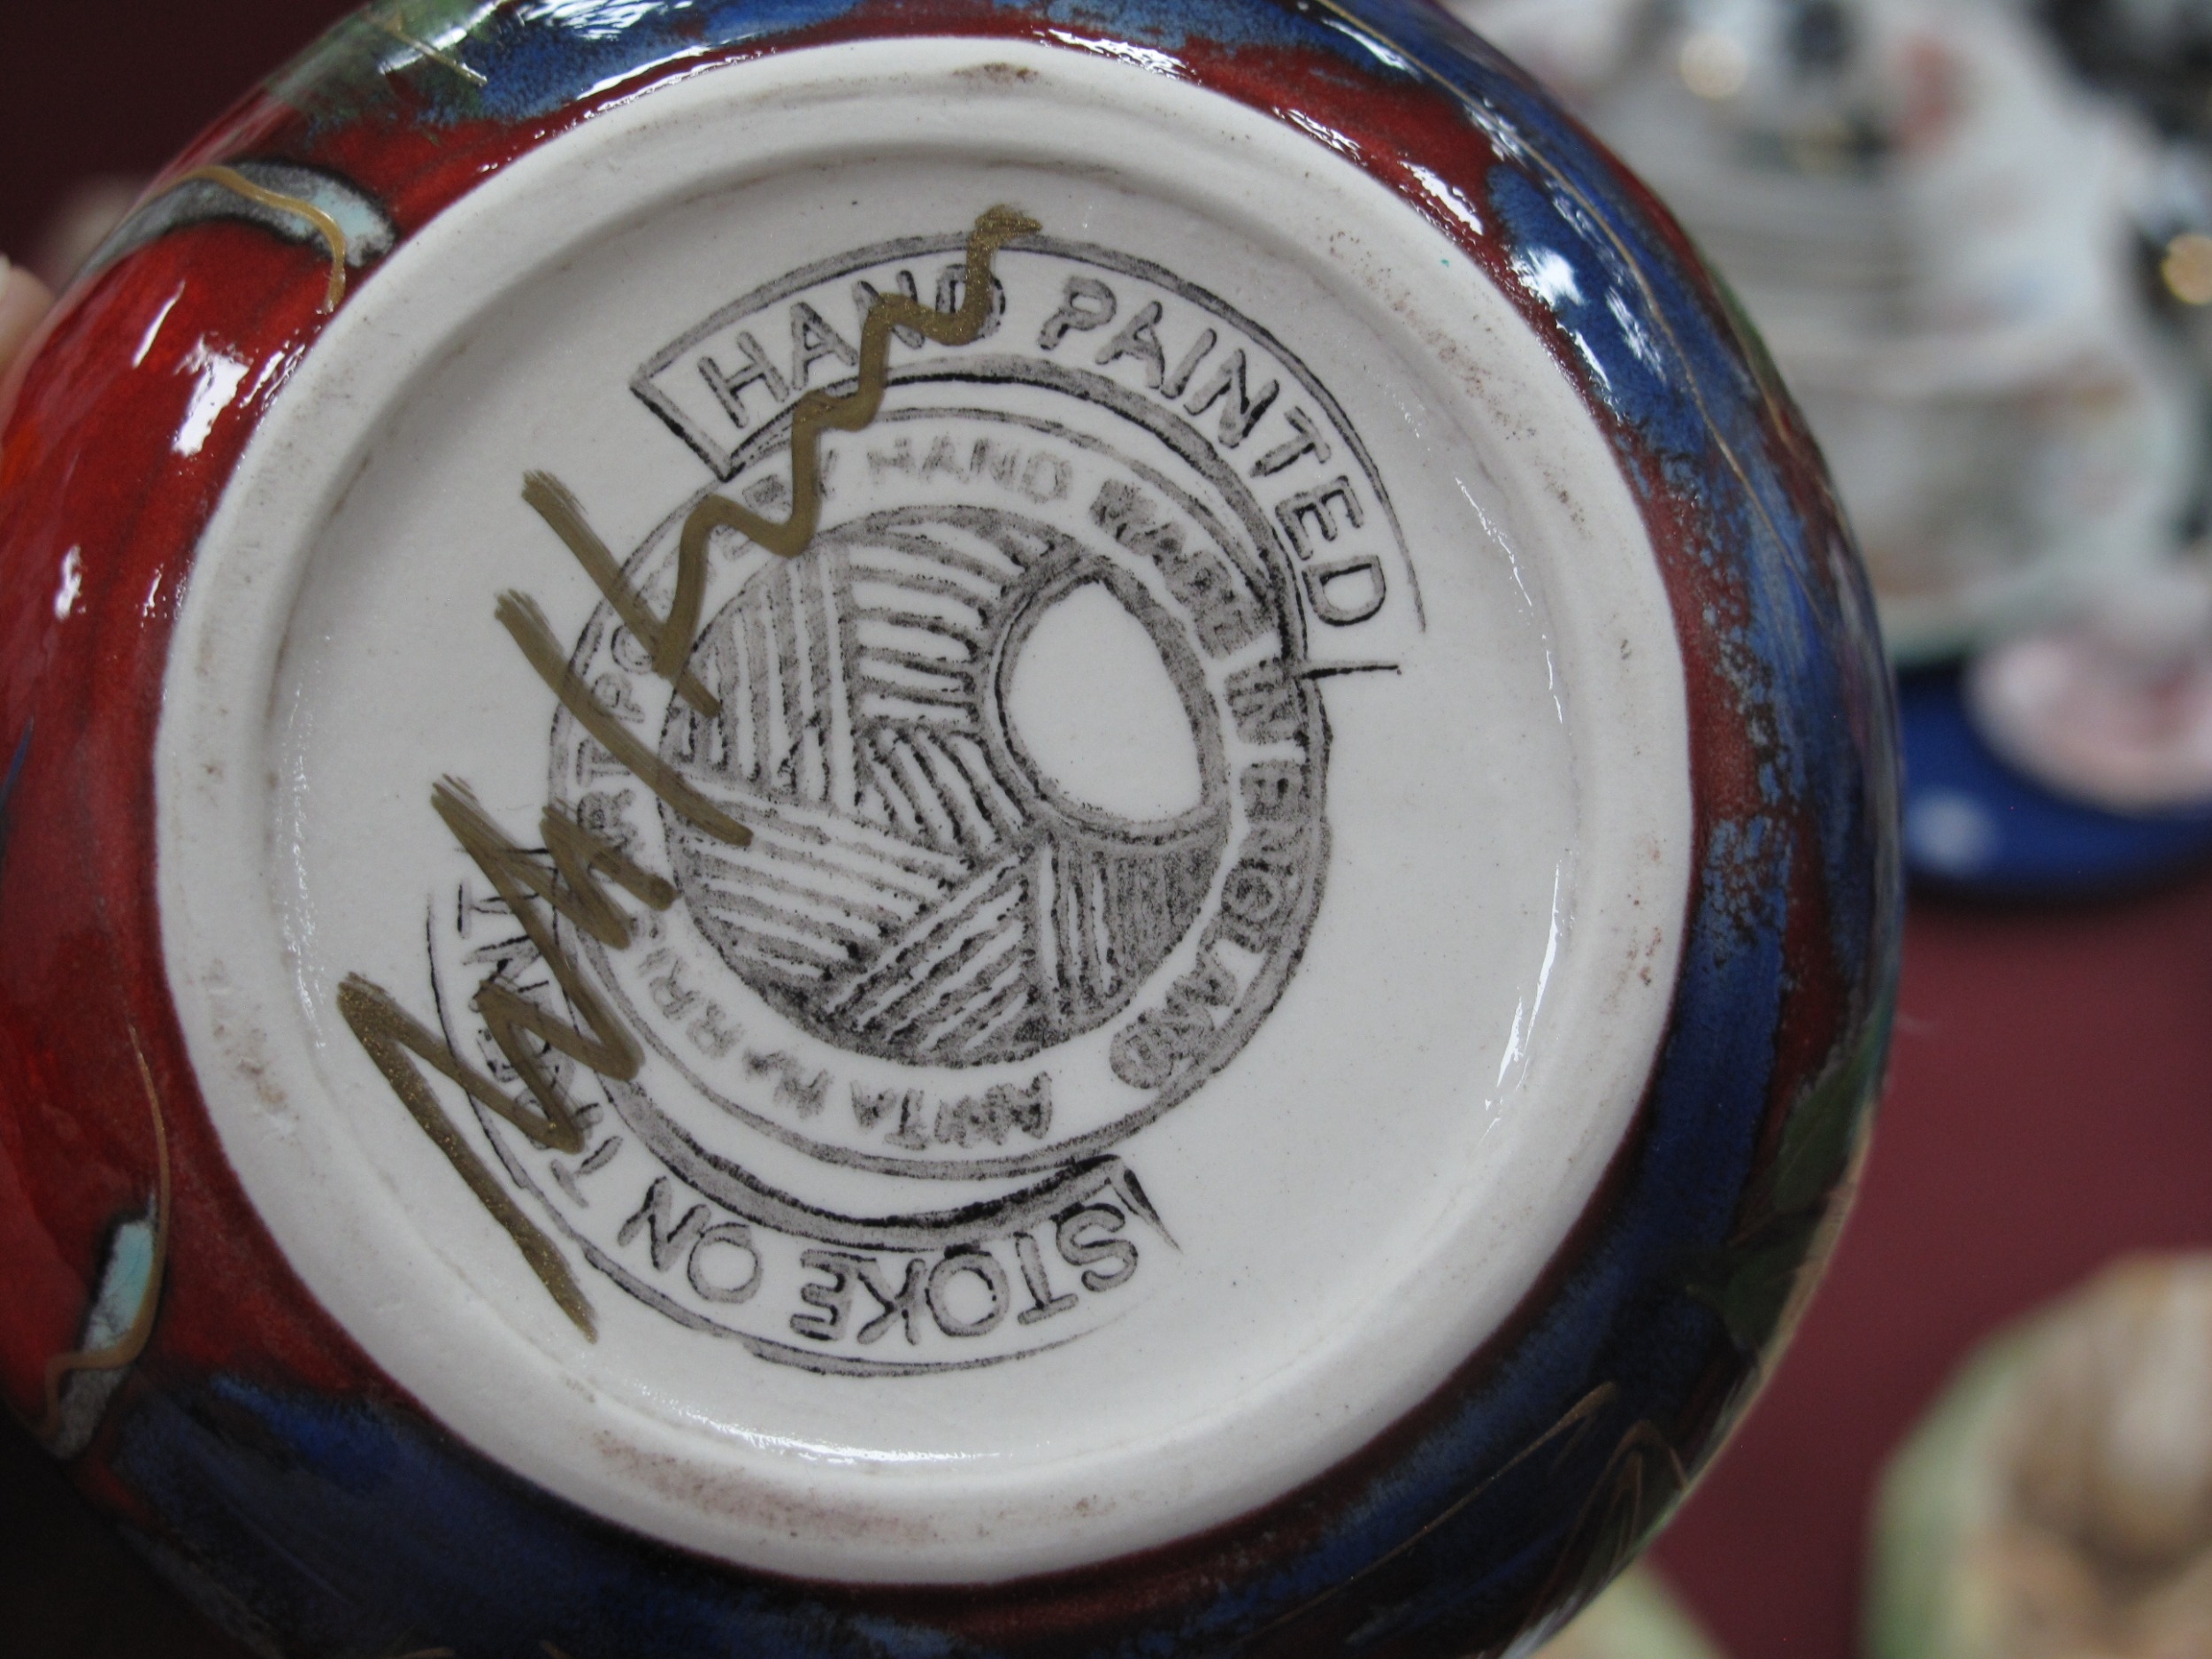 HAND PAINTED
ANITA HARRIS ART POTTERY HAND MADE IN ENGLAND
STOKE ON TRENT